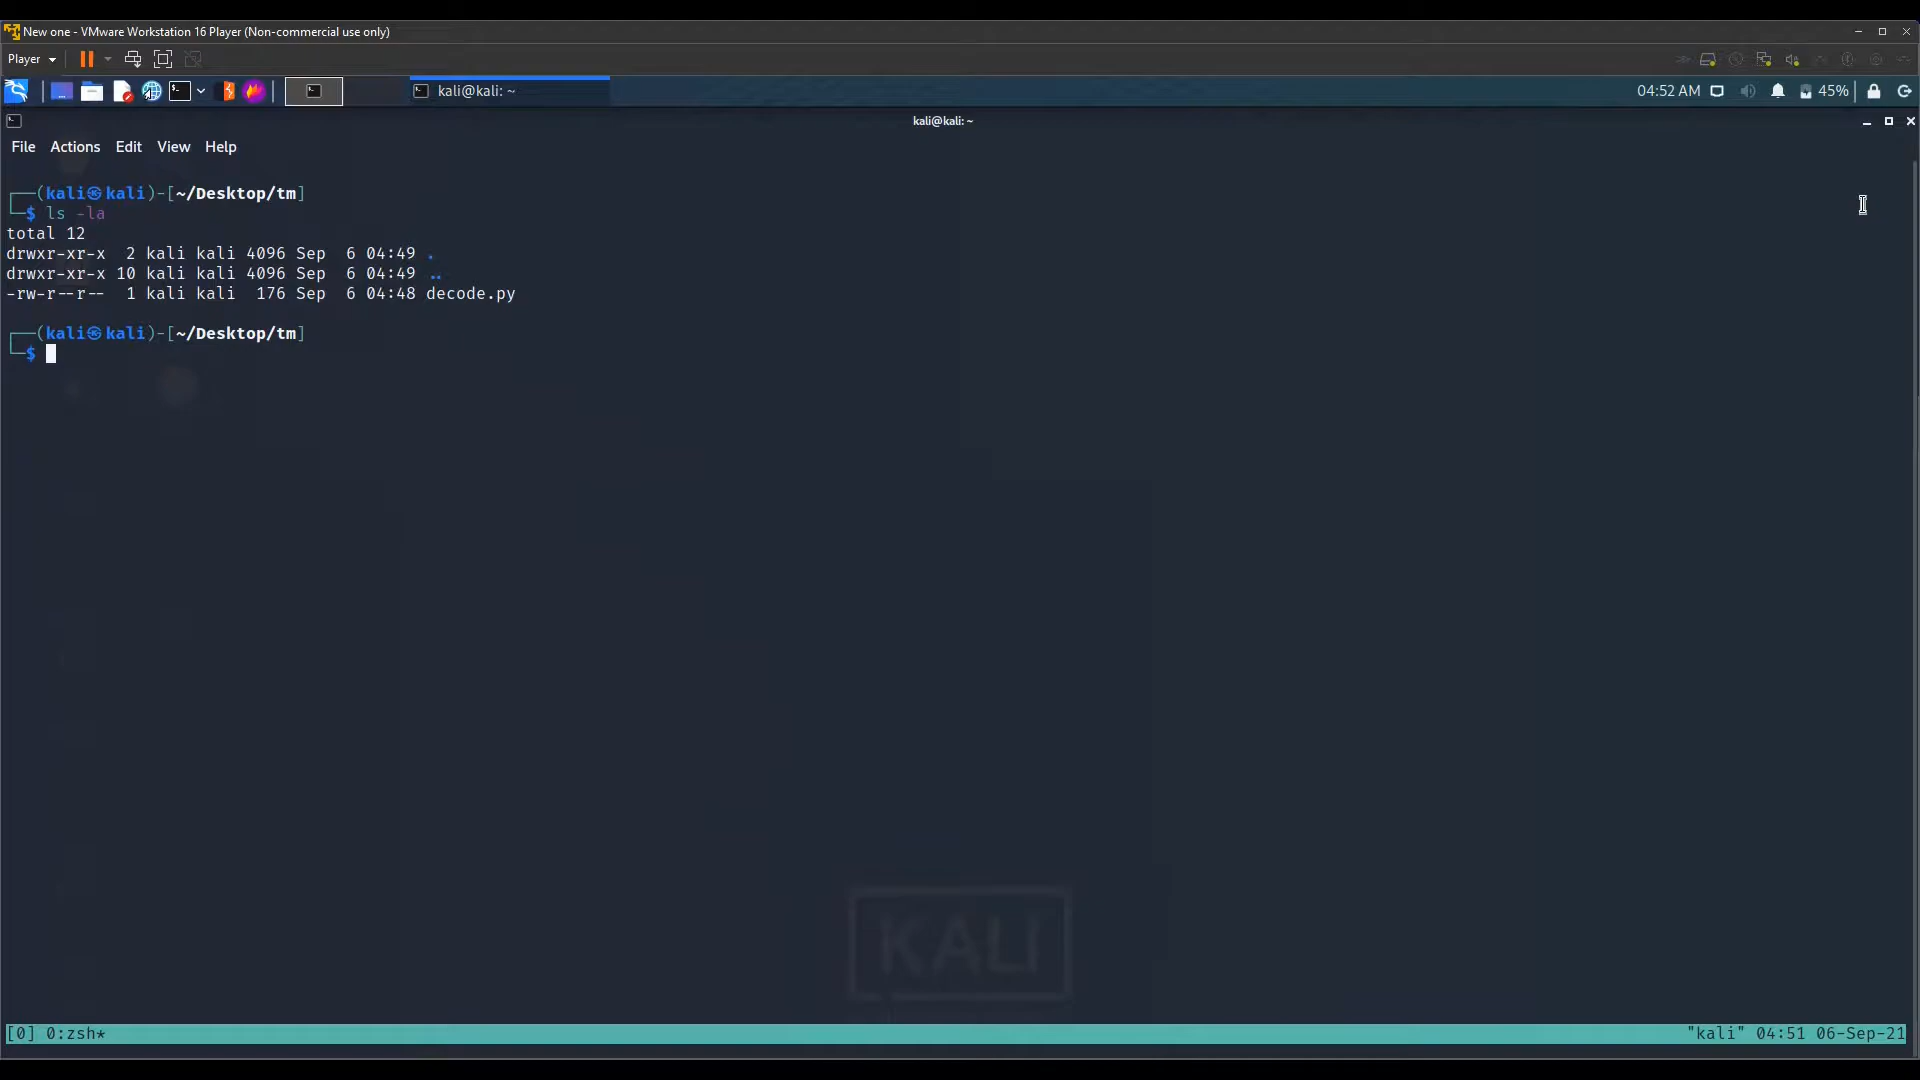 New one - VMware Workstation 16 Player (Non-commercial use only)
Player
kali@kali: ~
04:52 AM
45%
kali@kali: ~
File Actions Edit View Help
┌──(kali㉿kali)-[~/Desktop/tm]
└─$ ls -la
total 12
drwxr-xr-x  2 kali kali 4096 Sep  6 04:49 .
drwxr-xr-x 10 kali kali 4096 Sep  6 04:49 ..
-rw-r--r--  1 kali kali  176 Sep  6 04:48 decode.py
┌──(kali㉿kali)-[~/Desktop/tm]
└─$
KALI
[0] 0:zsh*
"kali" 04:51 06-Sep-21